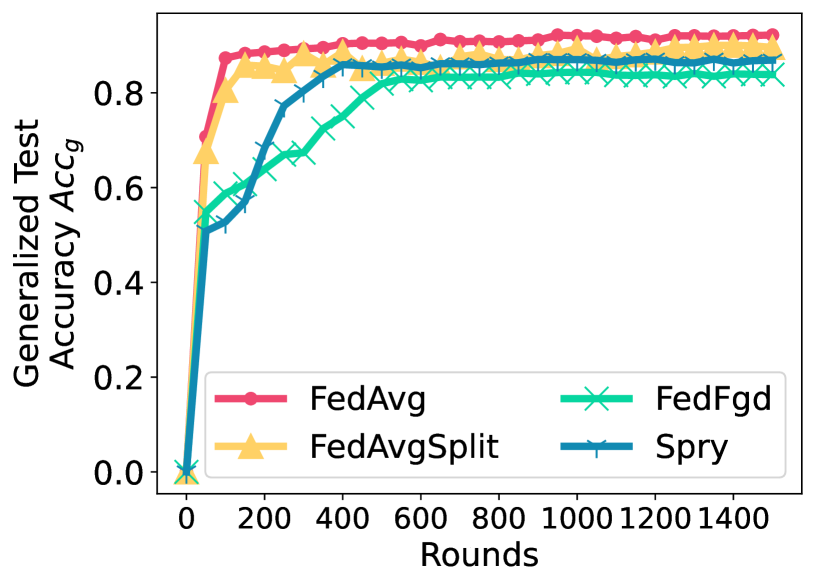 Generalized Test
Accuracy Acc_g
0.8
0.6
0.4
0.2
0.0
FedAvg
FedAvgSplit
FedFgd
Spry
0 200 400 600 800 1000 1200 1400
Rounds